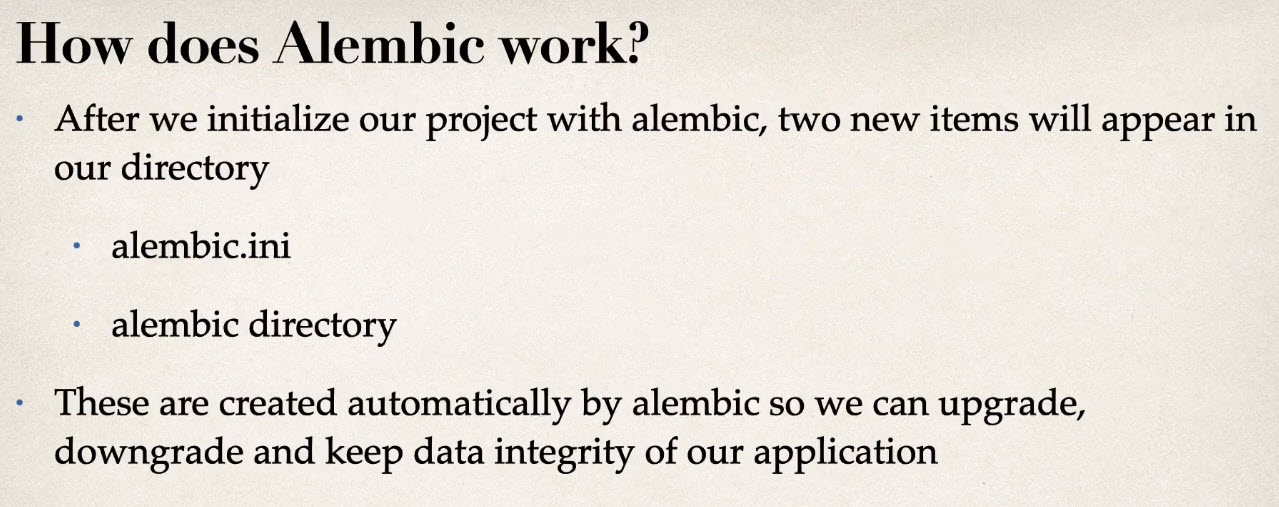 How does Alembic work?
• After we initialize our project with alembic, two new items will appear in
our directory
• alembic.ini
• alembic directory
• These are created automatically by alembic so we can upgrade,
downgrade and keep data integrity of our application